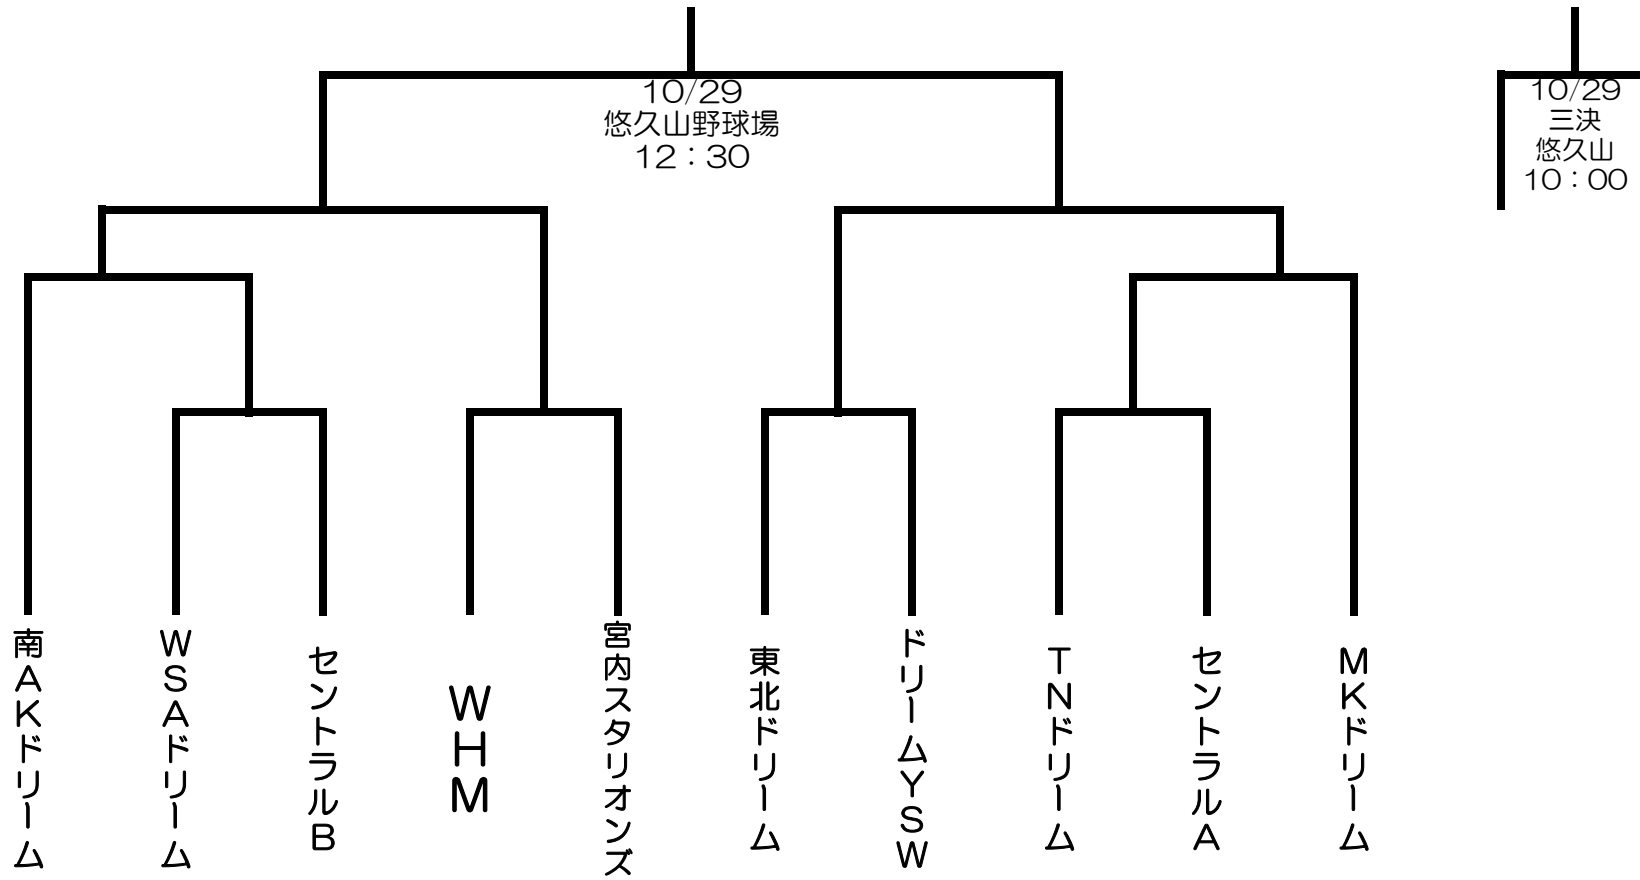 10/29
悠久山野球場
12：30
10/29
三決
悠久山
10：00
南AKドリーム
WSAドリーム
セントラルB
WHM
宮内スタリオンズ
東北ドリーム
ドリームYSW
TNドリーム
セントラルA
MKドリーム